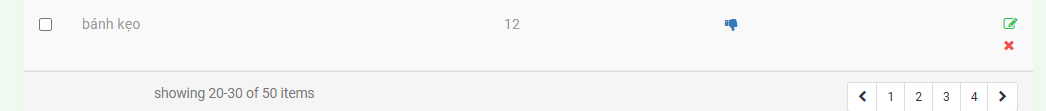 bánh kẹo 12
showing 20-30 of 50 items 1 2 3 4